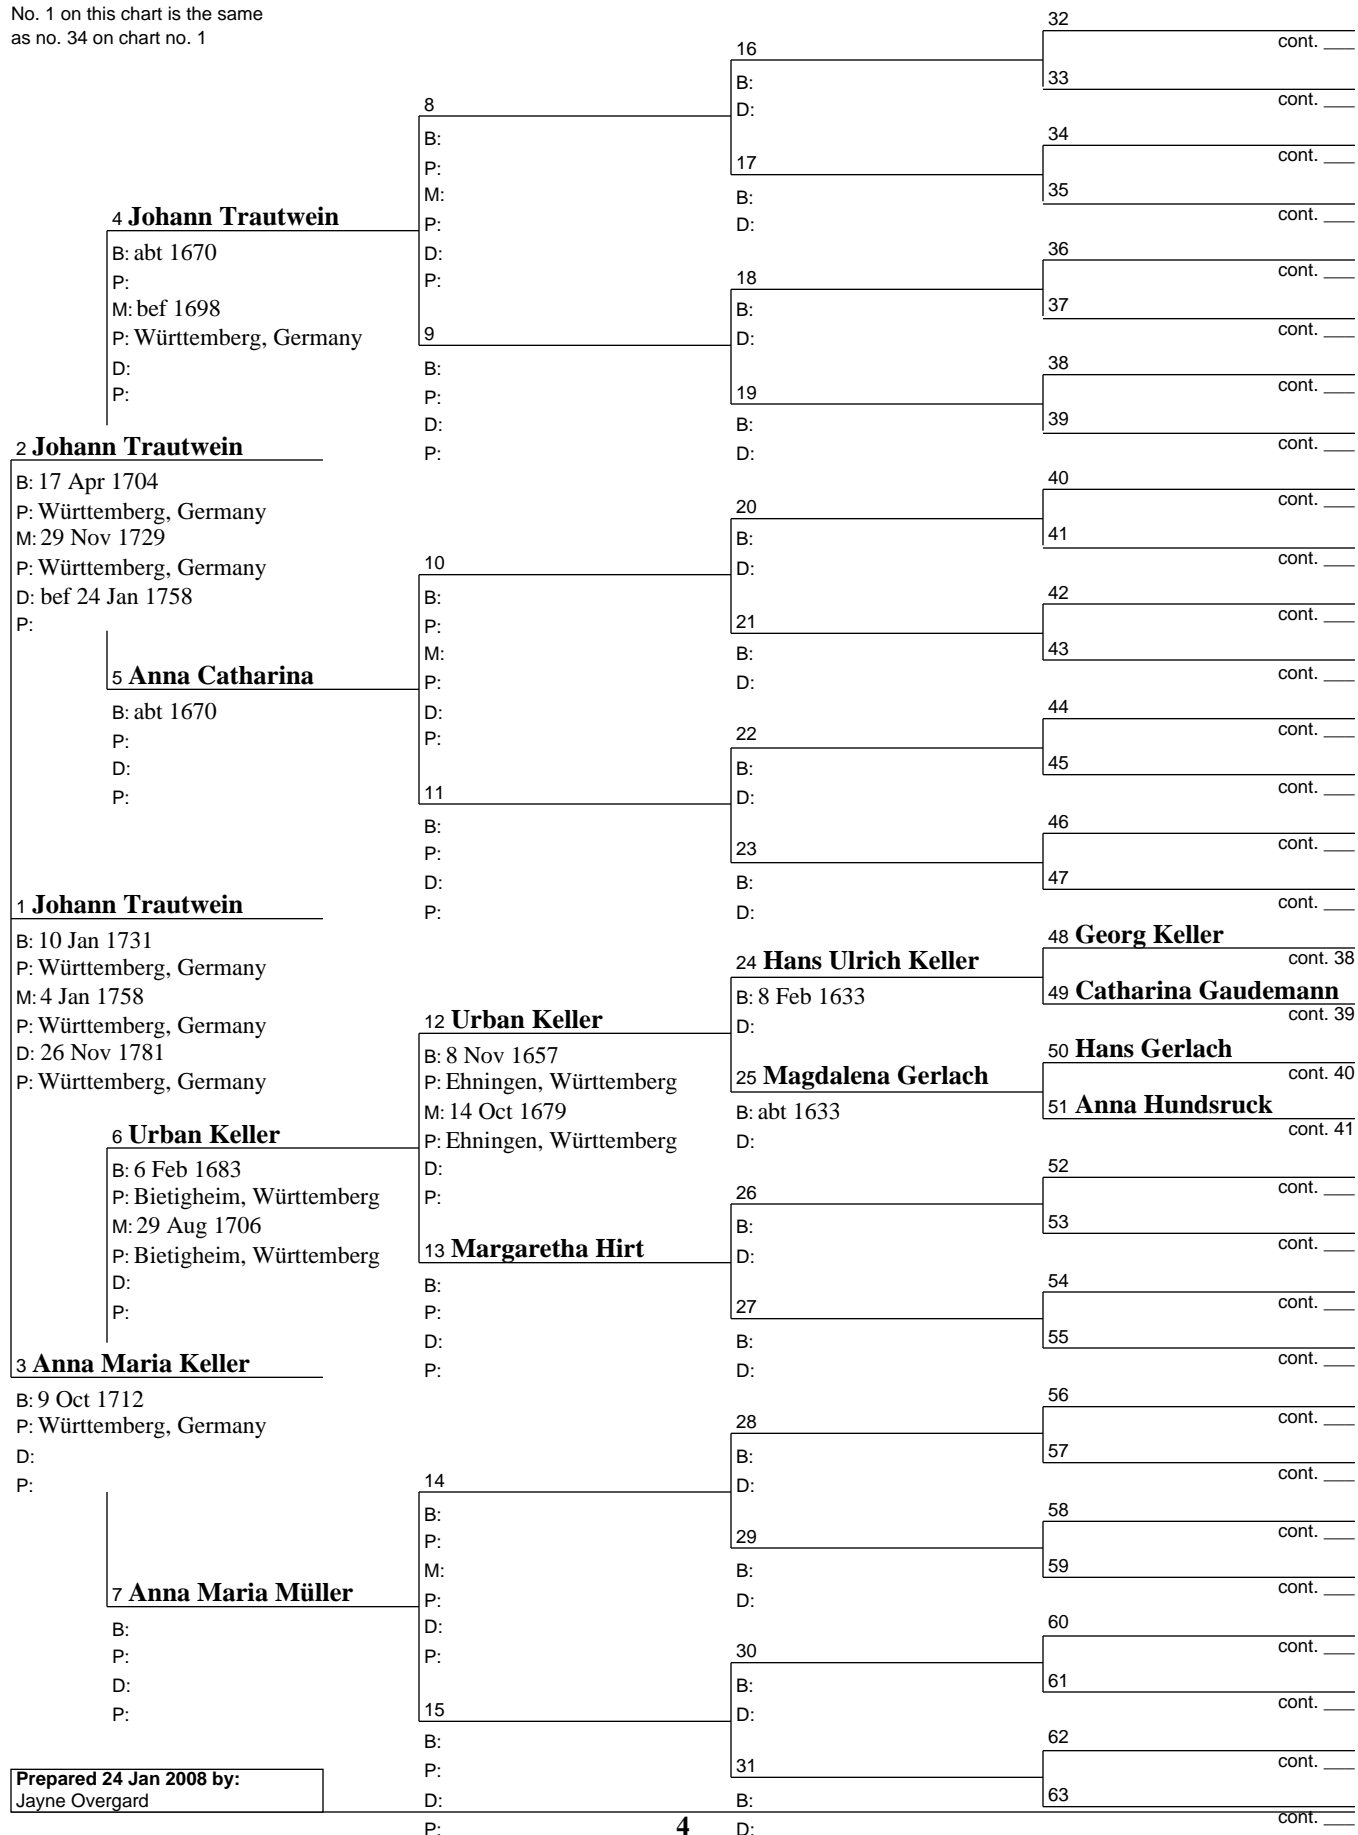 No. 1 on this chart is the same
as no. 34 on chart no. 1
4 Johann Trautwein
B: abt 1670
P:
M: bef 1698
P: Württemberg, Germany
D:
P:
2 Johann Trautwein
B: 17 Apr 1704
P: Württemberg, Germany
M: 29 Nov 1729
P: Württemberg, Germany
D: bef 24 Jan 1758
P:
5 Anna Catharina
B: abt 1670
P:
D:
P:
1 Johann Trautwein
B: 10 Jan 1731
P: Württemberg, Germany
M: 4 Jan 1758
P: Württemberg, Germany
D: 26 Nov 1781
P: Württemberg, Germany
6 Urban Keller
B: 6 Feb 1683
P: Bietigheim, Württemberg
M: 29 Aug 1706
P: Bietigheim, Württemberg
D:
P:
3 Anna Maria Keller
B: 9 Oct 1712
P: Württemberg, Germany
D:
P:
7 Anna Maria Müller
B:
P:
D:
P:
8
B:
P:
M:
P:
D:
P:
9
B:
P:
D:
P:
10
B:
P:
M:
P:
D:
P:
11
B:
P:
D:
P:
12 Urban Keller
B: 8 Nov 1657
P: Ehningen, Württemberg
M: 14 Oct 1679
P: Ehningen, Württemberg
D:
P:
13 Margaretha Hirt
B:
P:
D:
P:
14
B:
P:
M:
P:
D:
P:
15
B:
P:
D:
P:
16
B:
D:
17
B:
D:
18
B:
D:
19
B:
D:
20
B:
D:
21
B:
D:
22
B:
D:
23
B:
D:
24 Hans Ulrich Keller
B: 8 Feb 1633
D:
25 Magdalena Gerlach
B: abt 1633
D:
26
B:
D:
27
B:
D:
28
B:
D:
29
B:
D:
30
B:
D:
31
B:
D:
32
cont. ___
33
cont. ___
34
cont. ___
35
cont. ___
36
cont. ___
37
cont. ___
38
cont. ___
39
cont. ___
40
cont. ___
41
cont. ___
42
cont. ___
43
cont. ___
44
cont. ___
45
cont. ___
46
cont. ___
47
cont. ___
48 Georg Keller
cont. 38
49 Catharina Gaudemann
cont. 39
50 Hans Gerlach
cont. 40
51 Anna Hundsruck
cont. 41
52
cont. ___
53
cont. ___
54
cont. ___
55
cont. ___
56
cont. ___
57
cont. ___
58
cont. ___
59
cont. ___
60
cont. ___
61
cont. ___
62
cont. ___
63
cont. ___
Prepared 24 Jan 2008 by:
Jayne Overgard
4